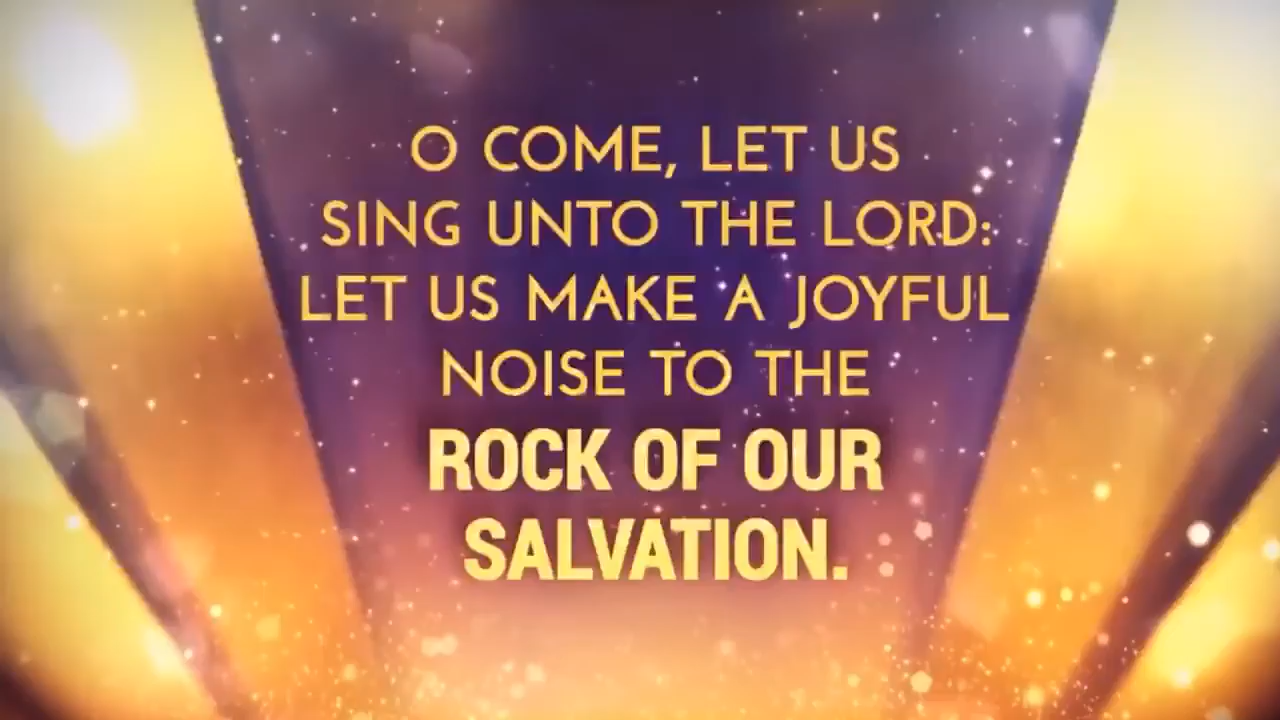 O COME, LET US
SING UNTO THE LORD:
LET US MAKE A JOYFUL
NOISE TO THE
ROCK OF OUR
SALVATION.